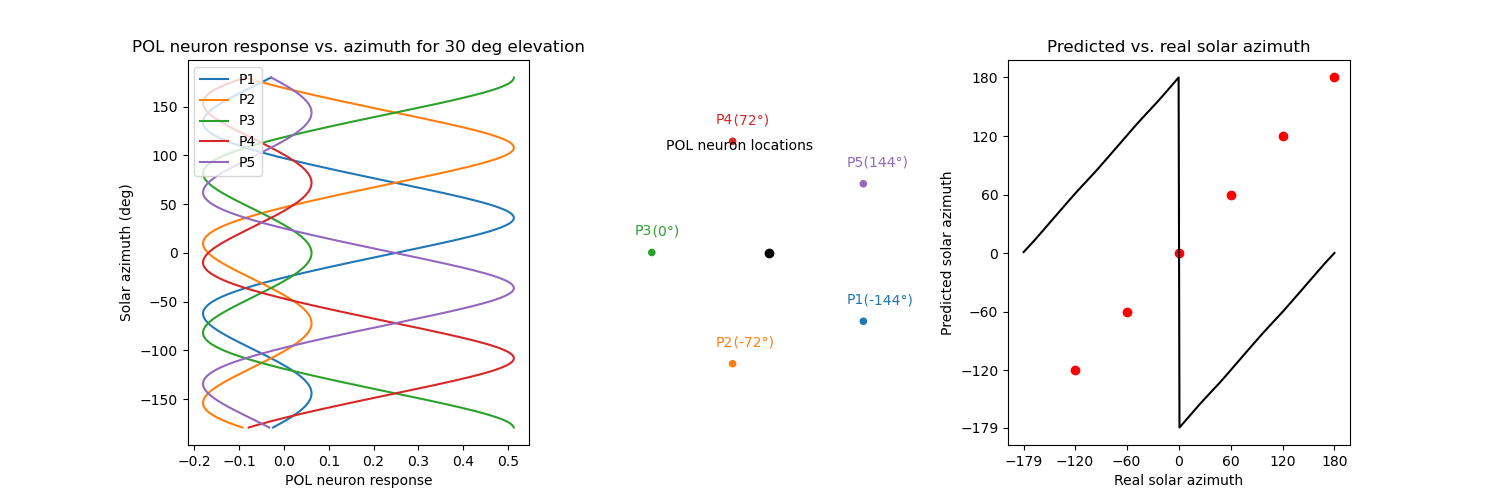 POL neuron response vs. azimuth for 30 deg elevation
P1
P2
P3
P4
P5
150
100
50
0
−50
−100
−150
Solar azimuth (deg)
−0.2 −0.1 0.0 0.1 0.2 0.3 0.4 0.5
POL neuron response
P4(72°)
POL neuron locations
P5(144°)
P3(0°)
P1(-144°)
P2(-72°)
Predicted vs. real solar azimuth
180
120
60
0
−60
−120
−179
Predicted solar azimuth
−179 −120 −60 0 60 120 180
Real solar azimuth